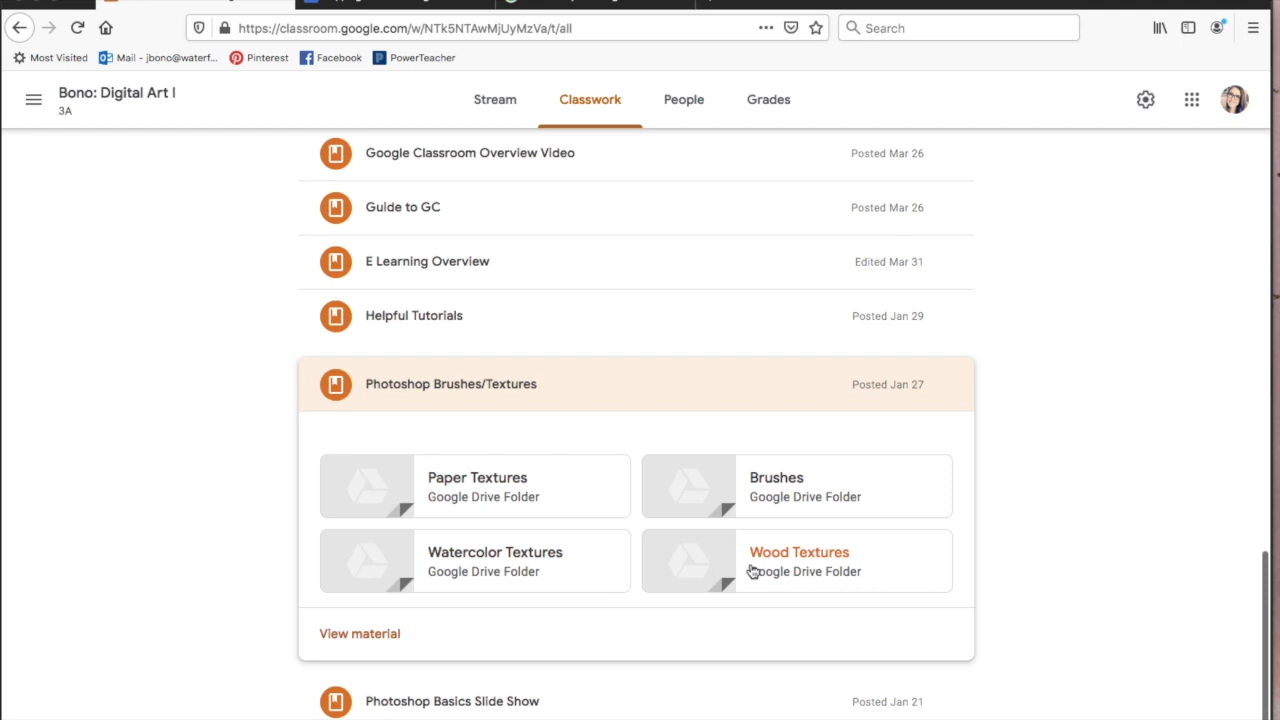 https://classroom.google.com/w/NTk5NTAwMjUyMzVa/t/all
Search
Most Visited
Mail - jbono@waterf...
Pinterest
Facebook
PowerTeacher
Bono: Digital Art I
3A
Stream
Classwork
People
Grades
Google Classroom Overview Video
Posted Mar 26
Guide to GC
Posted Mar 26
E Learning Overview
Edited Mar 31
Helpful Tutorials
Posted Jan 29
Photoshop Brushes/Textures
Posted Jan 27
Paper Textures
Google Drive Folder
Brushes
Google Drive Folder
Watercolor Textures
Google Drive Folder
Wood Textures
Google Drive Folder
View material
Photoshop Basics Slide Show
Posted Jan 21